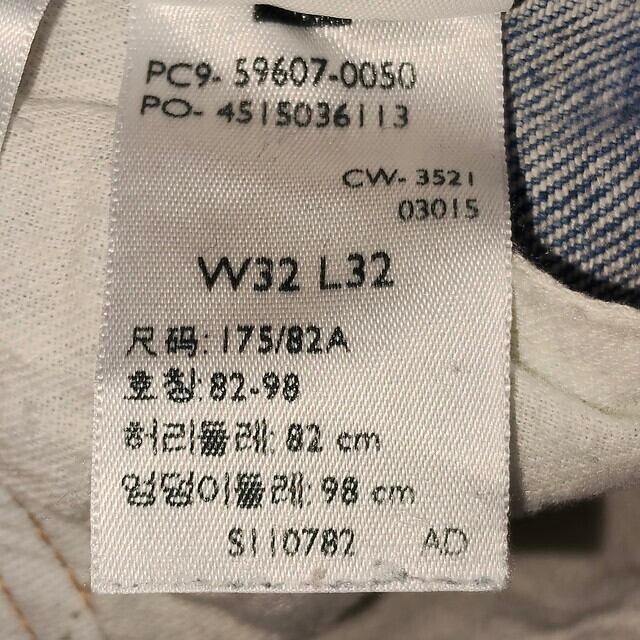 PC9- 59607-0050
PO- 4515036113
CW- 3521
03015
W32 L32
尺码: 175/82A
호칭: 82-98
허리둘레: 82 cm
엉덩이둘레: 98 cm
S110782 AD